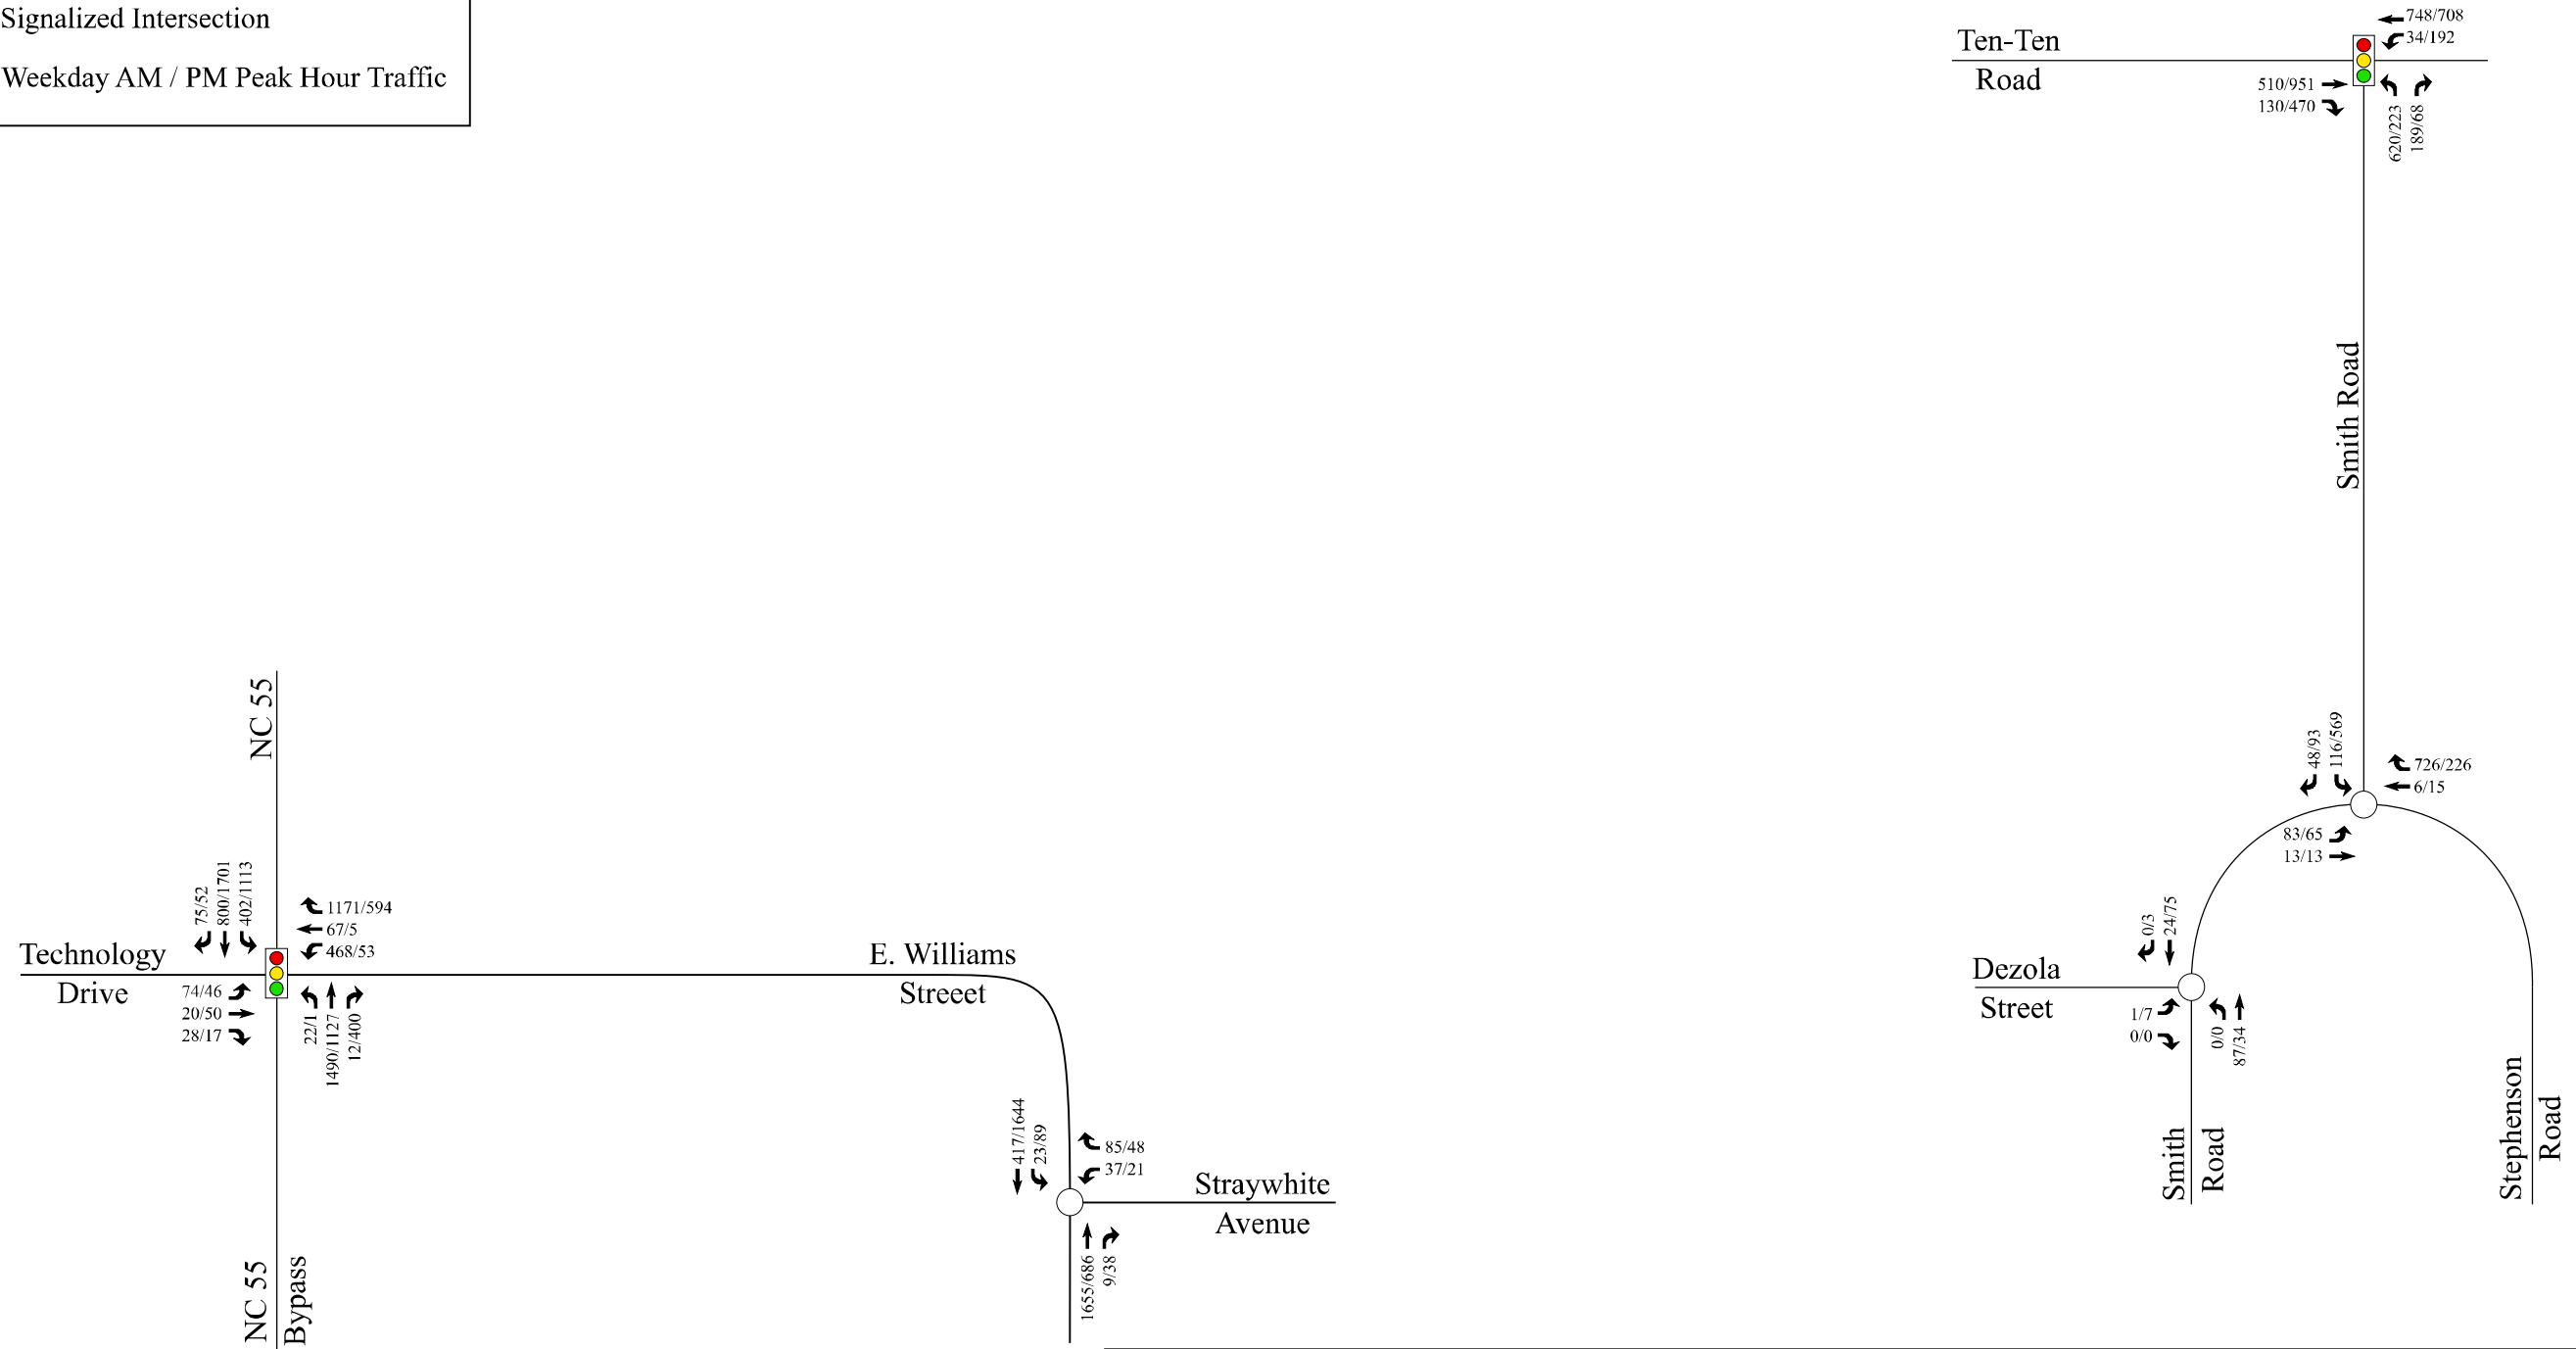 Signalized Intersection
Weekday AM / PM Peak Hour Traffic
Ten-Ten
Road
748/708
34/192
510/951
130/470
620/223
189/68
Smith Road
48/93
116/569
726/226
6/15
83/65
13/13
NC 55
75/52
800/1701
402/1113
1171/594
67/5
468/53
Technology
Drive
74/46
20/50
28/17
22/1
1490/1127
12/400
NC 55
Bypass
E. Williams
Streeet
417/1644
23/89
85/48
37/21
Straywhite
Avenue
1655/686
9/38
0/3
24/75
Dezola
Street
1/7
0/0
0/0
87/34
Smith
Road
Stephenson
Road